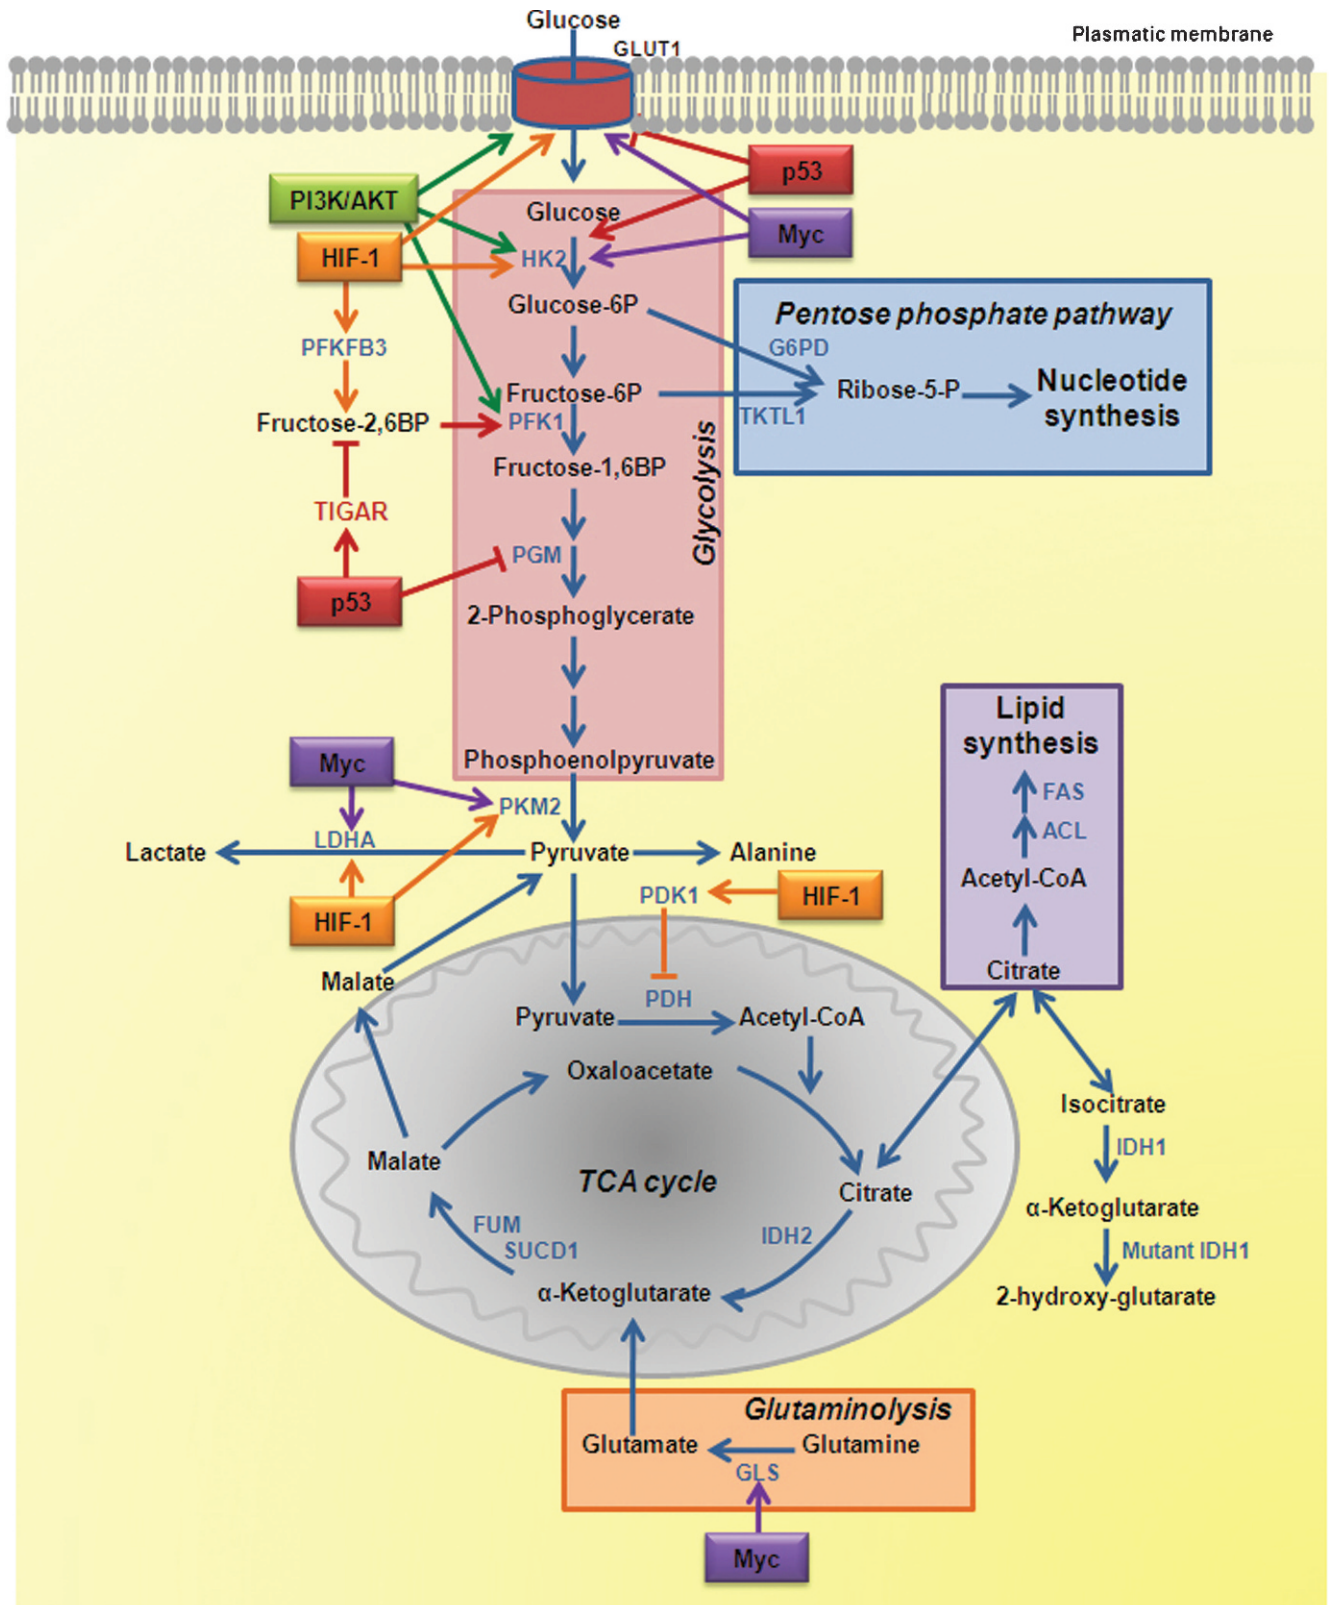 Glucose
GLUT1
Plasmatic membrane
p53
PI3K/AKT
Glucose
Myc
HIF-1
HK2
Glucose-6P
Pentose phosphate pathway
PFKFB3
G6PD
Fructose-6P
Ribose-5-P
Nucleotide
synthesis
TKTL1
Fructose-2,6BP
PFK1
Fructose-1,6BP
Glycolysis
TIGAR
PGM
p53
2-Phosphoglycerate
Lipid
synthesis
Phosphoenolpyruvate
Myc
FAS
PKM2
ACL
LDHA
Lactate
Pyruvate
Alanine
Acetyl-CoA
PDK1
HIF-1
HIF-1
Citrate
Malate
PDH
Pyruvate
Acetyl-CoA
Oxaloacetate
Isocitrate
IDH1
Malate
TCA cycle
Citrate
α-Ketoglutarate
FUM
SUCD1
IDH2
Mutant IDH1
α-Ketoglutarate
2-hydroxy-glutarate
Glutaminolysis
Glutamate
Glutamine
GLS
Myc